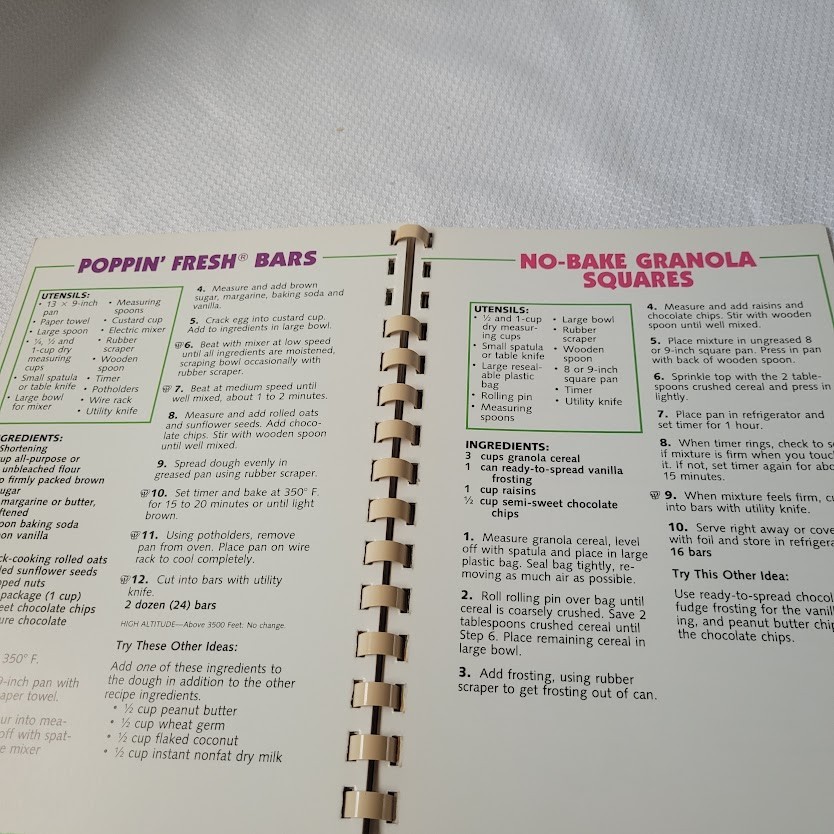 POPPIN' FRESH® BARS
UTENSILS:
• 13 × 9-inch
pan
• Paper towel
• Large spoon
• ¼, ½ and
1-cup dry
measuring
cups
• Small spatula
or table knife
• Large bowl
for mixer
• Measuring
spoons
• Custard cup
• Electric mixer
• Rubber
scraper
• Wooden
spoon
• Timer
• Potholders
• Wire rack
• Utility knife
GREDIENTS:
Shortening
up all-purpose or
unbleached flour
p firmly packed brown
ugar
margarine or butter,
ftened
oon baking soda
on vanilla
ck-cooking rolled oats
led sunflower seeds
pped nuts
package (1 cup)
eet chocolate chips
ure chocolate
350° F.
9-inch pan with
aper towel.
ur into mea-
off with spat-
e mixer
4. Measure and add brown
sugar, margarine, baking soda and
vanilla.
5. Crack egg into custard cup.
Add to ingredients in large bowl.
6. Beat with mixer at low speed
until all ingredients are moistened,
scraping bowl occasionally with
rubber scraper.
7. Beat at medium speed until
well mixed, about 1 to 2 minutes.
8. Measure and add rolled oats
and sunflower seeds. Add choco-
late chips. Stir with wooden spoon
until well mixed.
9. Spread dough evenly in
greased pan using rubber scraper.
10. Set timer and bake at 350° F.
for 15 to 20 minutes or until light
brown.
11. Using potholders, remove
pan from oven. Place pan on wire
rack to cool completely.
12. Cut into bars with utility
knife.
2 dozen (24) bars
HIGH ALTITUDE—Above 3500 Feet: No change.
Try These Other Ideas:
Add one of these ingredients to
the dough in addition to the other
recipe ingredients.
• ½ cup peanut butter
• ½ cup wheat germ
• ½ cup flaked coconut
• ½ cup instant nonfat dry milk
NO-BAKE GRANOLA
SQUARES
UTENSILS:
• ½ and 1-cup
dry measur-
ing cups
• Small spatula
or table knife
• Large reseal-
able plastic
bag
• Rolling pin
• Measuring
spoons
• Large bowl
• Rubber
scraper
• Wooden
spoon
• 8 or 9-inch
square pan
• Timer
• Utility knife
INGREDIENTS:
3 cups granola cereal
1 can ready-to-spread vanilla
frosting
1 cup raisins
½ cup semi-sweet chocolate
chips
1. Measure granola cereal, level
off with spatula and place in large
plastic bag. Seal bag tightly, re-
moving as much air as possible.
2. Roll rolling pin over bag until
cereal is coarsely crushed. Save 2
tablespoons crushed cereal until
Step 6. Place remaining cereal in
large bowl.
3. Add frosting, using rubber
scraper to get frosting out of can.
4. Measure and add raisins and
chocolate chips. Stir with wooden
spoon until well mixed.
5. Place mixture in ungreased 8
or 9-inch square pan. Press in pan
with back of wooden spoon.
6. Sprinkle top with the 2 table-
spoons crushed cereal and press in
lightly.
7. Place pan in refrigerator and
set timer for 1 hour.
8. When timer rings, check to s
if mixture is firm when you touc
it. If not, set timer again for abo
15 minutes.
9. When mixture feels firm, cu
into bars with utility knife.
10. Serve right away or cove
with foil and store in refrigera
16 bars
Try This Other Idea:
Use ready-to-spread chocol
fudge frosting for the vanil
ing, and peanut butter chip
the chocolate chips.